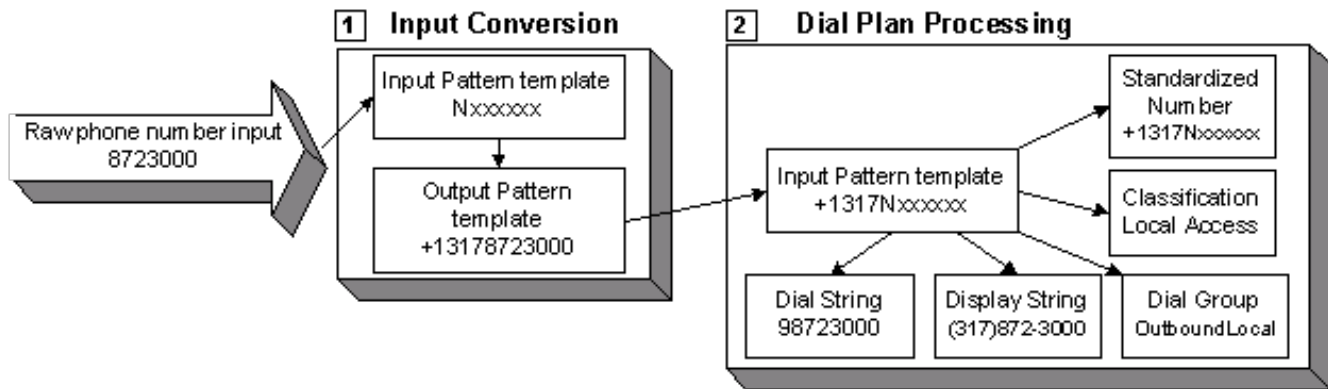 1 Input Conversion
2 Dial Plan Processing
Raw phone number input
8723000
Input Pattern template
Nxxxxxx
Output Pattern
template
+13178723000
Input Pattern template
+1317Nxxxxxx
Standardized
Number
+1317Nxxxxxx
Classification
Local Access
Dial String
98723000
Display String
(317)872-3000
Dial Group
OutboundLocal